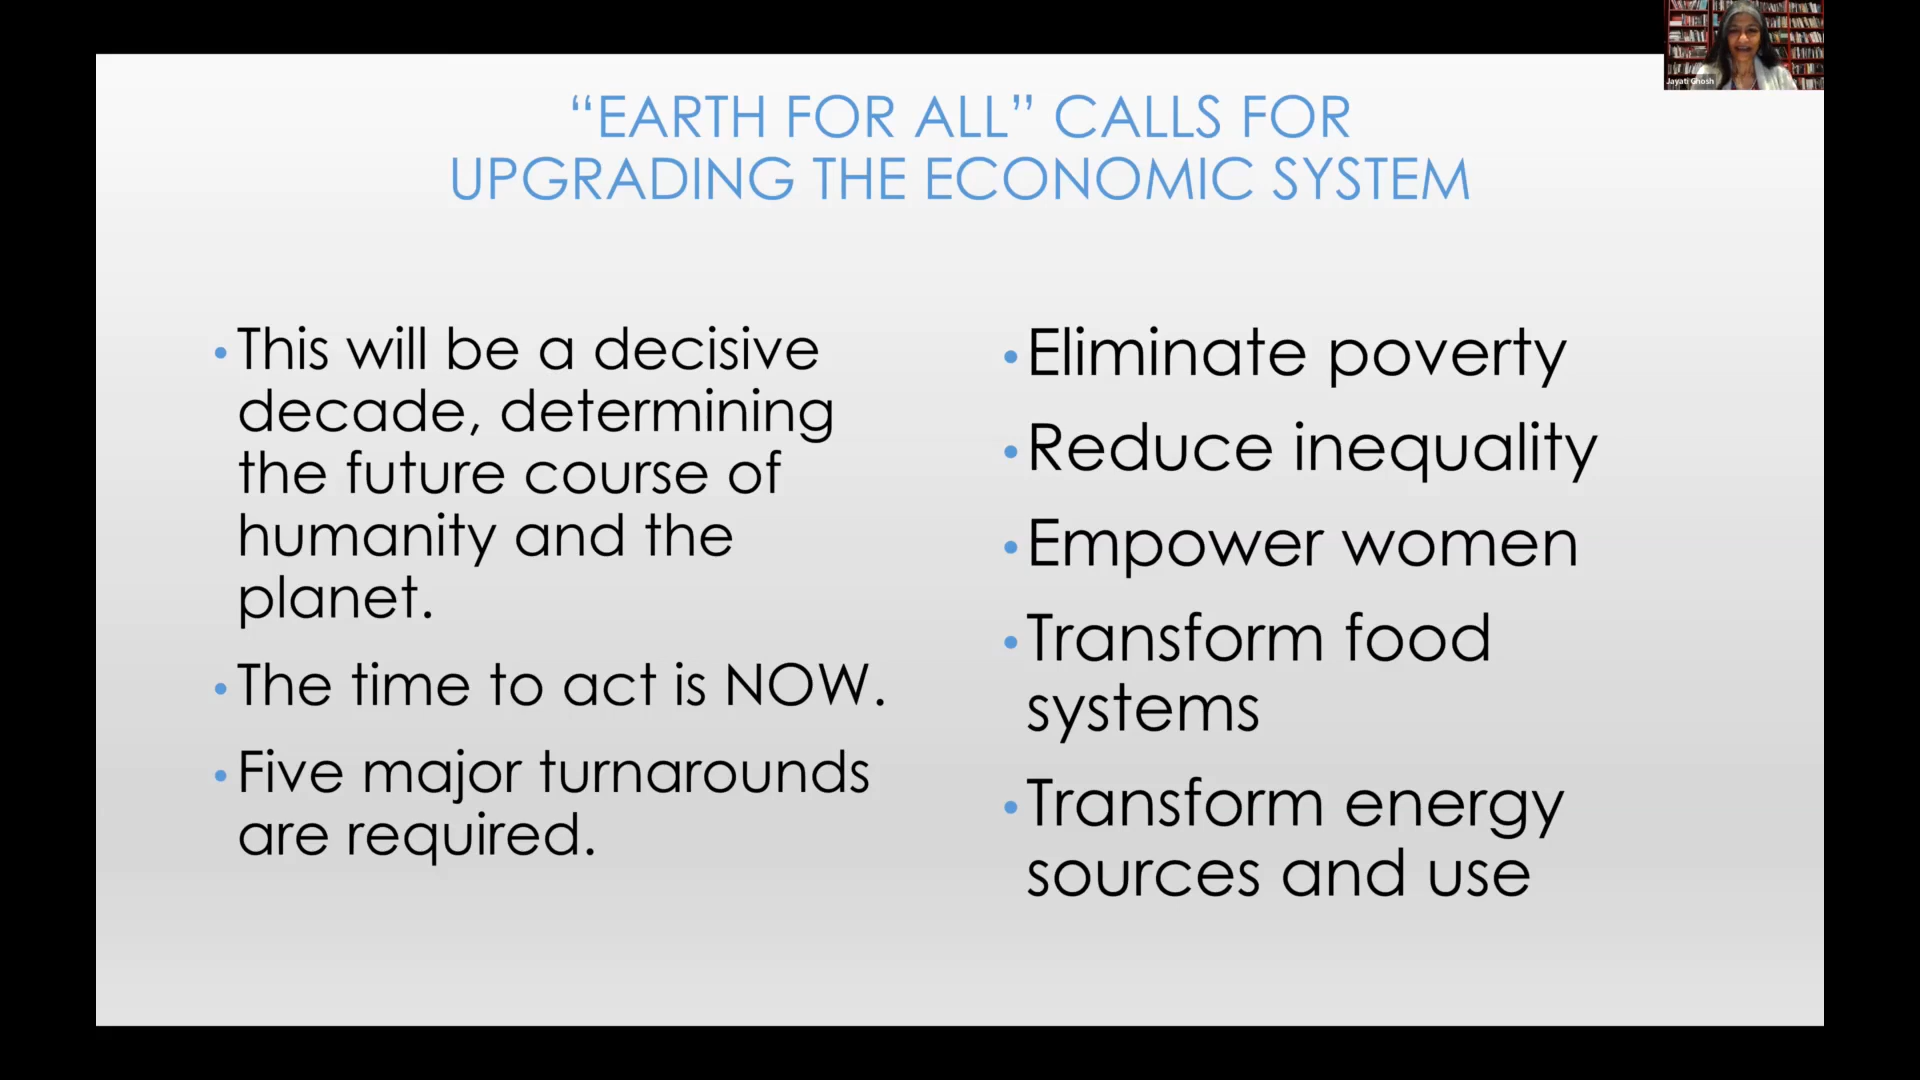 “EARTH FOR ALL” CALLS FOR
UPGRADING THE ECONOMIC SYSTEM
• This will be a decisive
decade, determining
the future course of
humanity and the
planet.
• The time to act is NOW.
• Five major turnarounds
are required.
• Eliminate poverty
• Reduce inequality
• Empower women
• Transform food
systems
• Transform energy
sources and use
Jayati Ghosh